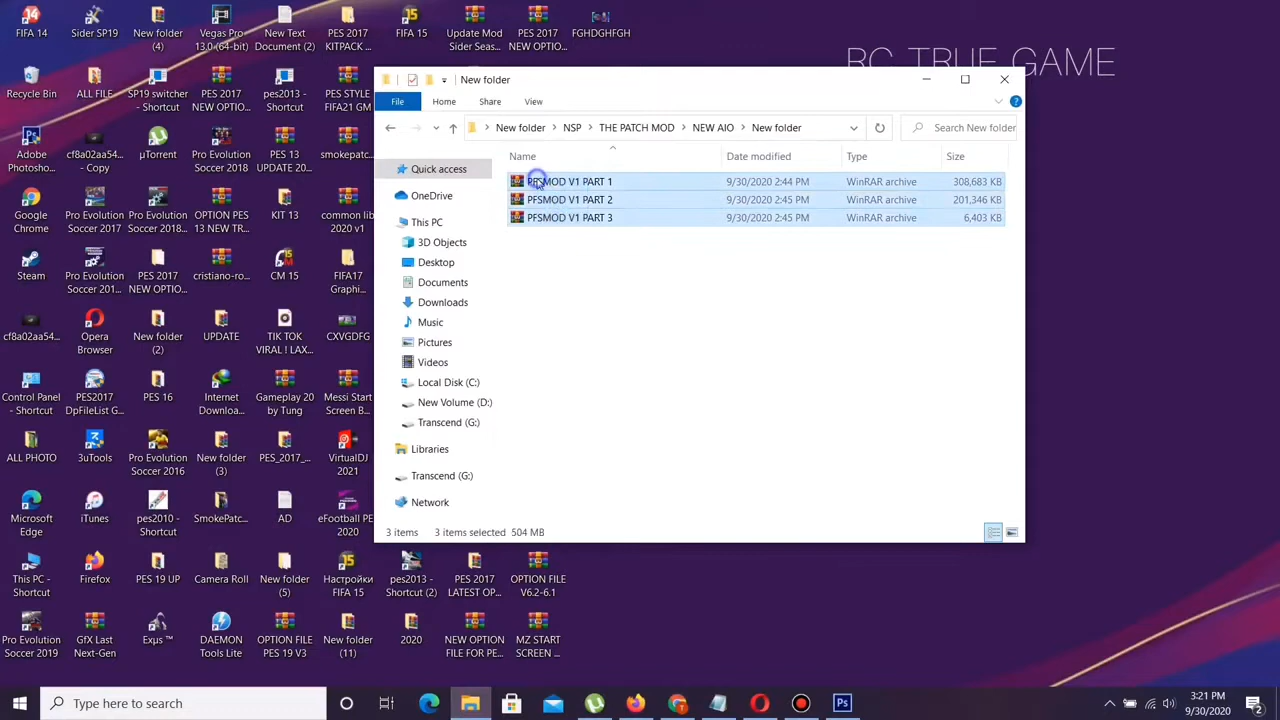 FIFA 14
Sider SP19
New folder (4)
Vegas Pro 13.0 (64-bit)
New Text Document (2)
PES 2017 KITPACK ...
FIFA 15
Update Mod Sider Seas...
PES 2017 NEW OPTIO...
FGHDGHFGH
RC TRUE GAME
New folder
File
Home
Share
View
New folder
NSP
THE PATCH MOD
NEW AIO
New folder
Search New folder
Name
Date modified
Type
Size
PFSMOD V1 PART 1
9/30/2020 2:44 PM
WinRAR archive
308,683 KB
PFSMOD V1 PART 2
9/30/2020 2:45 PM
WinRAR archive
201,346 KB
PFSMOD V1 PART 3
9/30/2020 2:45 PM
WinRAR archive
6,403 KB
Quick access
OneDrive
This PC
3D Objects
Desktop
Documents
Downloads
Music
Pictures
Videos
Local Disk (C:)
New Volume (D:)
Transcend (G:)
Libraries
Transcend (G:)
Network
3 items
3 items selected
504 MB
Recycle Bin
ALL FILE
SP19 switcher - Shortcut
PES 2017 NEW OPTIO...
pes2013 - Shortcut
PES STYLE FIFA21 GM...
Adobe Photoshop...
cf8a02caa54...
µTorrent
Pro Evolution Soccer 2018
PES 13 TRAINER
smokepatc...
Google Chrome
Pro Evolution Soccer 2017
Pro Evolution Soccer 2018...
OPTION PES 1 NEW TR...
KIT 13
common lib 2020 v1
Steam
Pro Evolution Soccer 201...
PES 2017 NEW OPTIO...
cristiano-ro...
CM 15
FIFA17 Graphi...
cf8a02aa54...
Opera Browser
New folder (2)
UPDATE
TIK TOK VIRAL ! LAX...
CXVGDFG
Control Panel - Shortcut
PES2017 DpFileList G...
PES 16
Internet Downloa...
Gameplay 20 by Tung
Messi Start Screen B...
ALL PHOTO
3uTools
Pro Evolution Soccer 2016
New folder (3)
PES_2017_...
VirtualDJ 2021
Microsoft Edge
iTunes
pes2010 - Shortcut
SmokePatc...
AD
eFootball PES 2020
This PC - Shortcut
Firefox
PES 19 UP
Camera Roll
New folder (5)
Настройки FIFA 15
pes2013 - Shortcut (2)
PES 2017 LATEST OP...
OPTION FILE V6.2-6.1
Pro Evolution Soccer 2019
GfX Last Next-Gen
Exμs ™
DAEMON Tools Lite
OPTION FILE PES 19 V3
New folder (11)
2020
NEW OPTION FILE FOR PE...
MZ START SCREEN ...
Type here to search
3:21 PM
9/30/2020
2